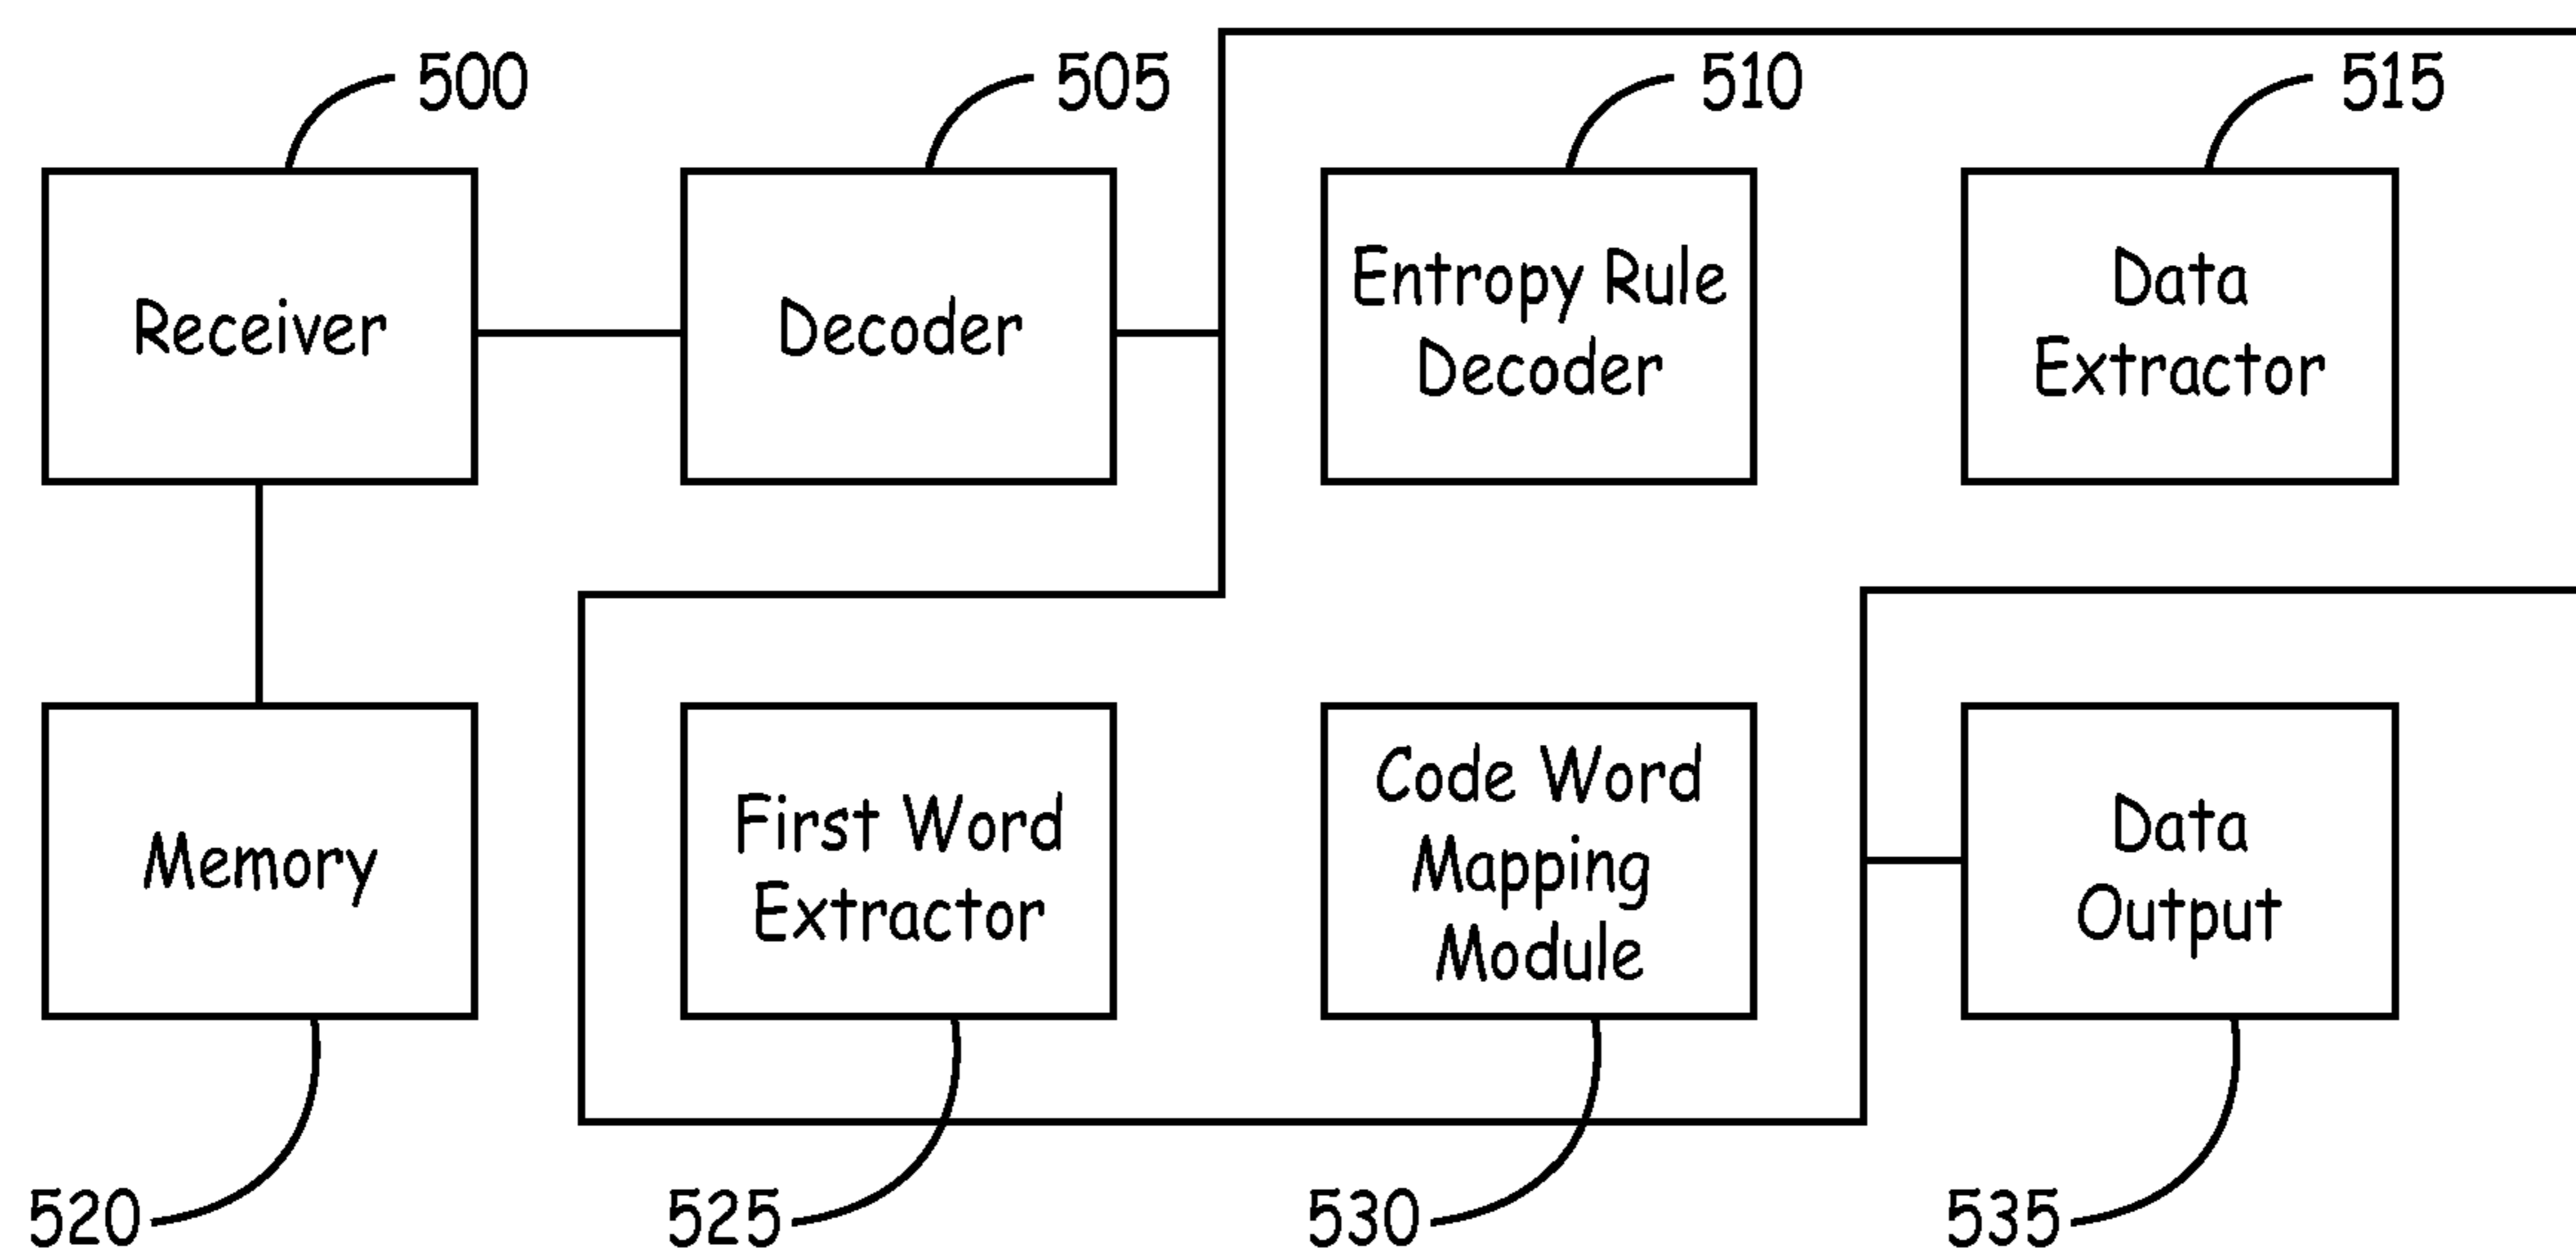 500
505
510
515
Receiver
Decoder
Entropy Rule
Decoder
Data
Extractor
Memory
First Word
Extractor
Code Word
Mapping
Module
Data
Output
520
525
530
535